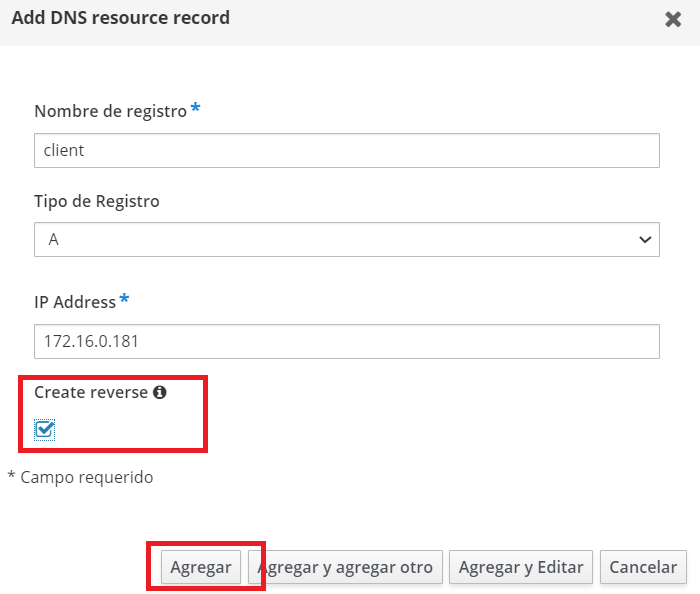 Add DNS resource record
Nombre de registro *
client
Tipo de Registro
A
IP Address *
172.16.0.181
Create reverse
* Campo requerido
Agregar Agregar y agregar otro Agregar y Editar Cancelar